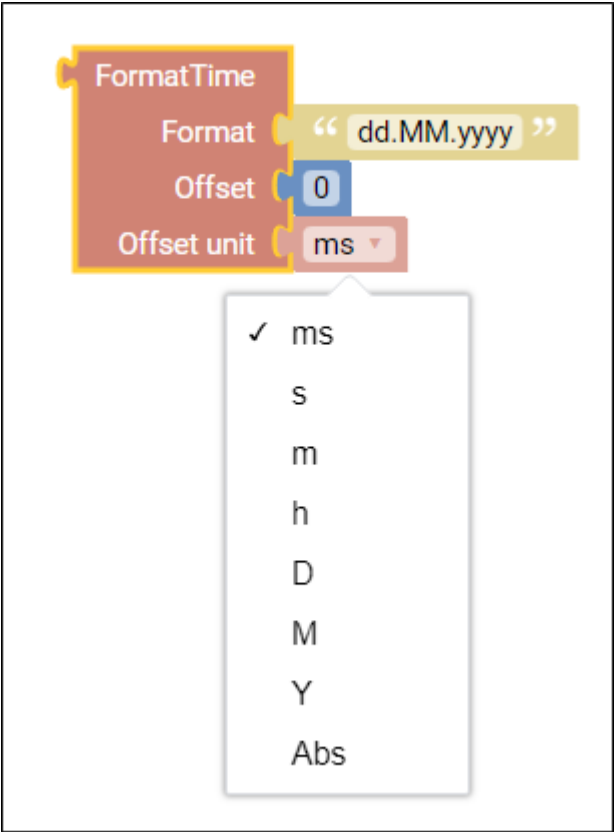 FormatTime
Format “ dd.MM.yyyy ”
Offset 0
Offset unit ms ▼
✓ ms
s
m
h
D
M
Y
Abs